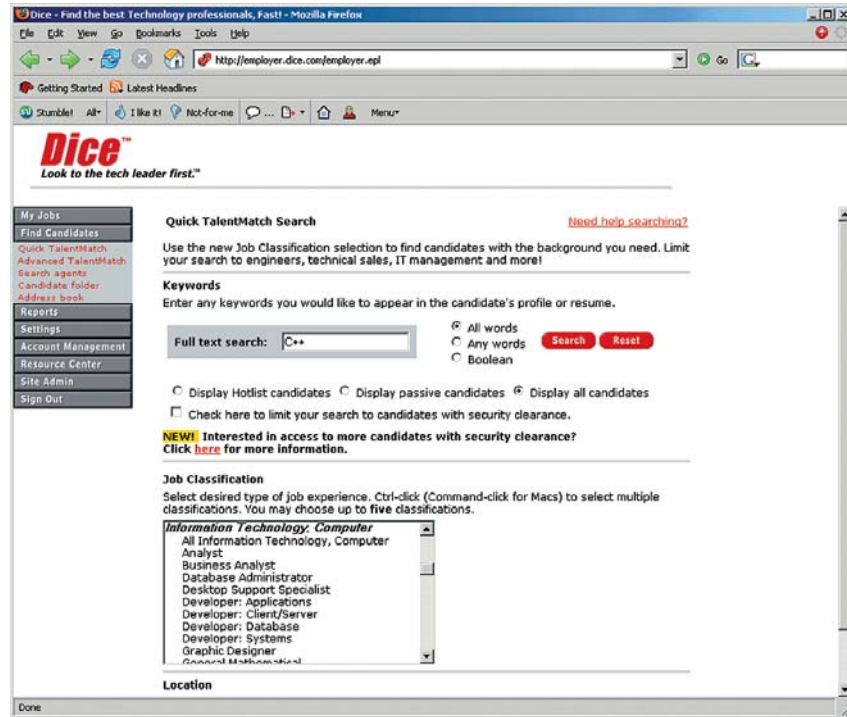 Dice - Find the best Technology professionals, Fast! - Mozilla Firefox
File Edit View Go Bookmarks Tools Help
http://employer.dice.com/employer.epl Go G
Getting Started Latest Headlines
Stumble! All I like it! Not-for-me ... Menu
Dice™
Look to the tech leader first.℠
My Jobs
Find Candidates
Quick TalentMatch
Advanced TalentMatch
Search agents
Candidate folder
Address book
Reports
Settings
Account Management
Resource Center
Site Admin
Sign Out
Quick TalentMatch Search Need help searching?
Use the new Job Classification selection to find candidates with the background you need. Limit
your search to engineers, technical sales, IT management and more!
Keywords
Enter any keywords you would like to appear in the candidate's profile or resume.
Full text search: C++
All words
Any words
Boolean
Search Reset
Display Hotlist candidates Display passive candidates Display all candidates
Check here to limit your search to candidates with security clearance.
NEW! Interested in access to more candidates with security clearance?
Click here for more information.
Job Classification
Select desired type of job experience. Ctrl-click (Command-click for Macs) to select multiple
classifications. You may choose up to five classifications.
Information Technology, Computer
All Information Technology, Computer
Analyst
Business Analyst
Database Administrator
Desktop Support Specialist
Developer: Applications
Developer: Client/Server
Developer: Database
Developer: Systems
Graphic Designer
General Mathematical
Location
Done